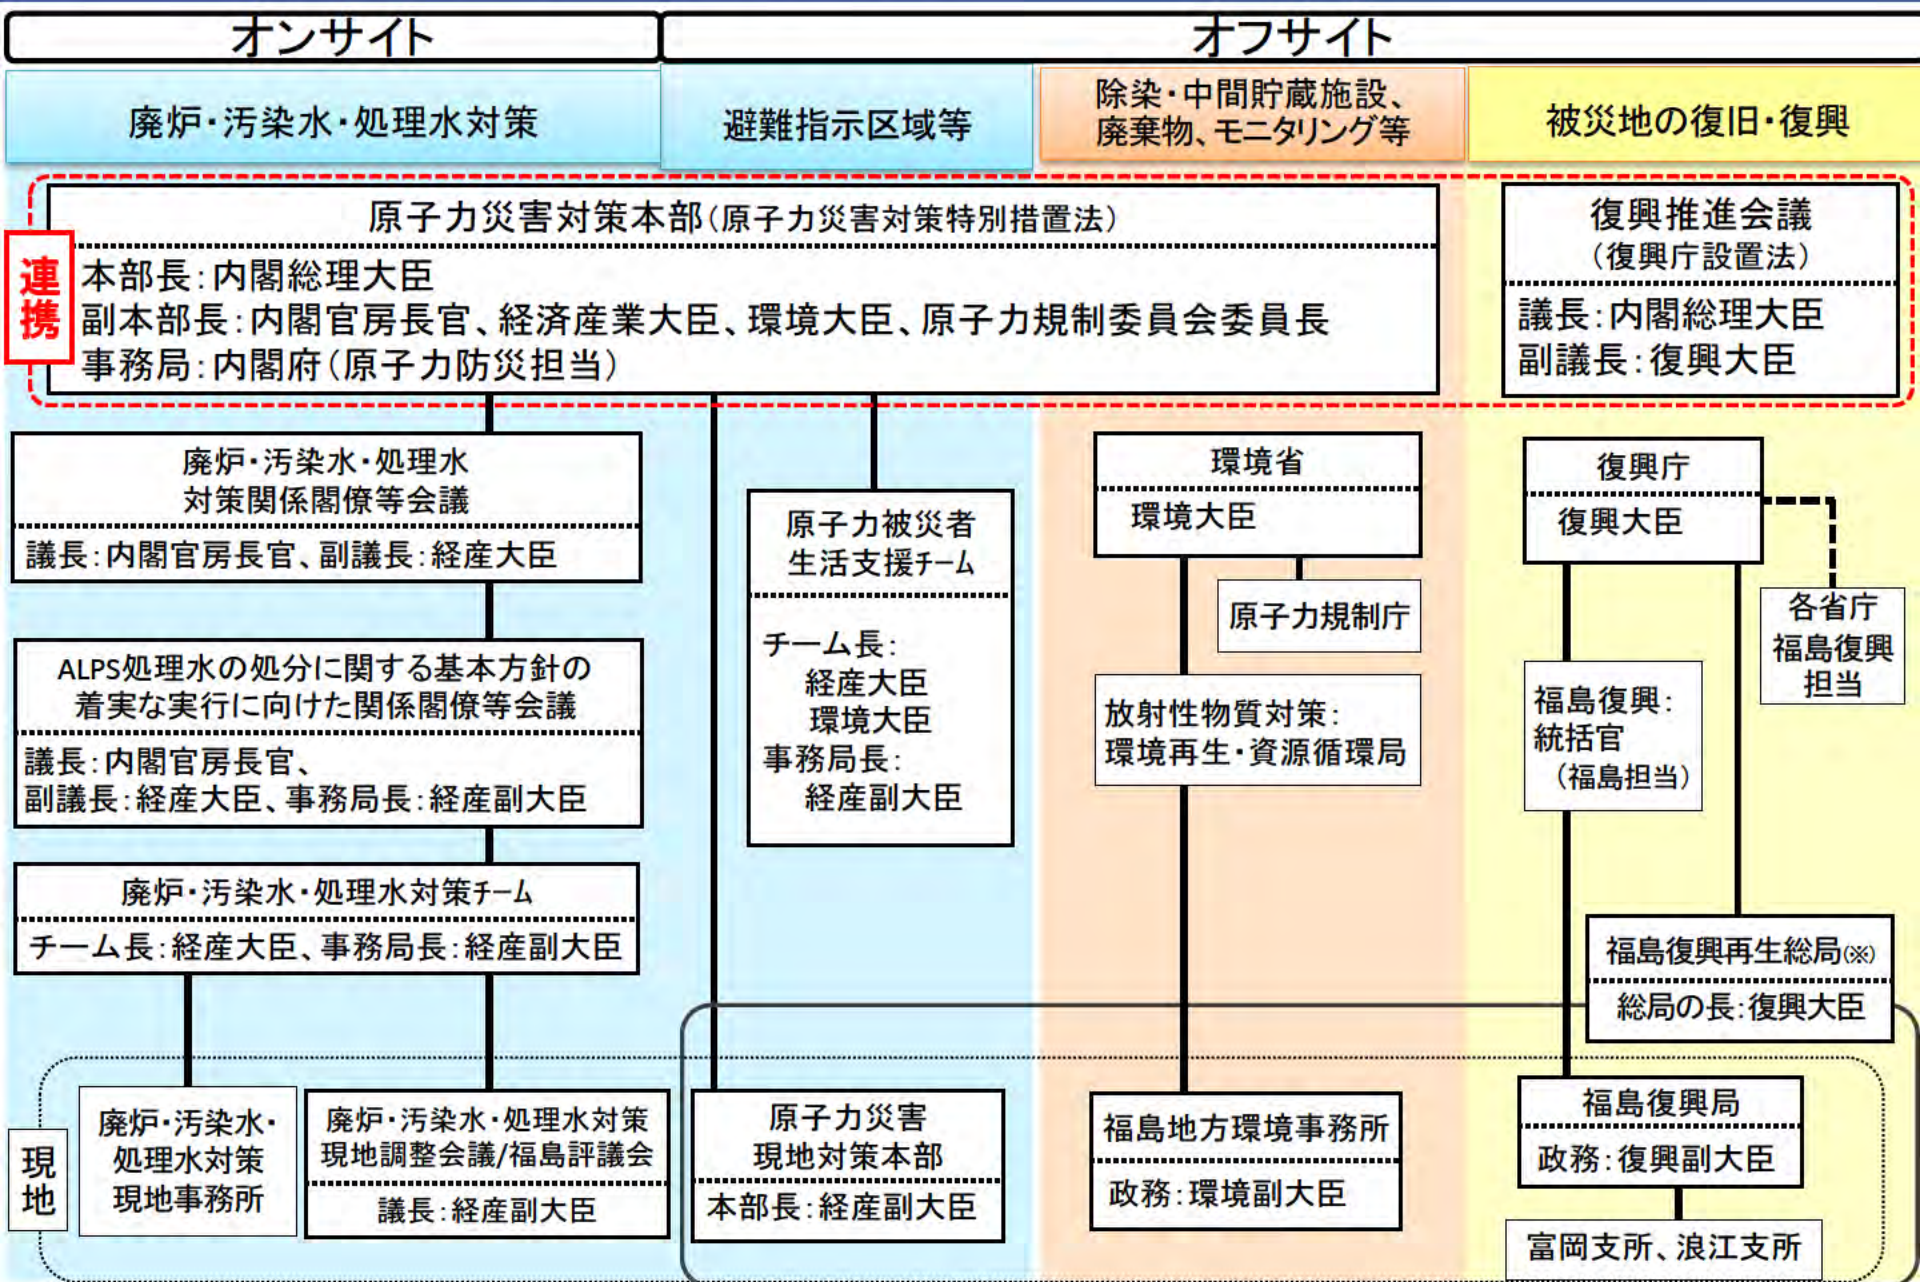 オンサイト
オフサイト
廃炉・汚染水・処理水対策
避難指示区域等
除染・中間貯蔵施設、
廃棄物、モニタリング等
被災地の復旧・復興
連携
原子力災害対策本部(原子力災害対策特別措置法)
本部長:内閣総理大臣
副本部長:内閣官房長官、経済産業大臣、環境大臣、原子力規制委員会委員長
事務局:内閣府(原子力防災担当)
復興推進会議
(復興庁設置法)
議長:内閣総理大臣
副議長:復興大臣
廃炉・汚染水・処理水
対策関係閣僚等会議
議長:内閣官房長官、副議長:経産大臣
ALPS処理水の処分に関する基本方針の
着実な実行に向けた関係閣僚等会議
議長:内閣官房長官、
副議長:経産大臣、事務局長:経産副大臣
廃炉・汚染水・処理水対策チーム
チーム長:経産大臣、事務局長:経産副大臣
原子力被災者
生活支援チーム
チーム長:
経産大臣
環境大臣
事務局長:
経産副大臣
環境省
環境大臣
原子力規制庁
放射性物質対策:
環境再生・資源循環局
復興庁
復興大臣
各省庁
福島復興
担当
福島復興:
統括官
(福島担当)
福島復興再生総局(※)
総局の長:復興大臣
現地
廃炉・汚染水・
処理水対策
現地事務所
廃炉・汚染水・処理水対策
現地調整会議/福島評議会
議長:経産副大臣
原子力災害
現地対策本部
本部長:経産副大臣
福島地方環境事務所
政務:環境副大臣
福島復興局
政務:復興副大臣
富岡支所、浪江支所